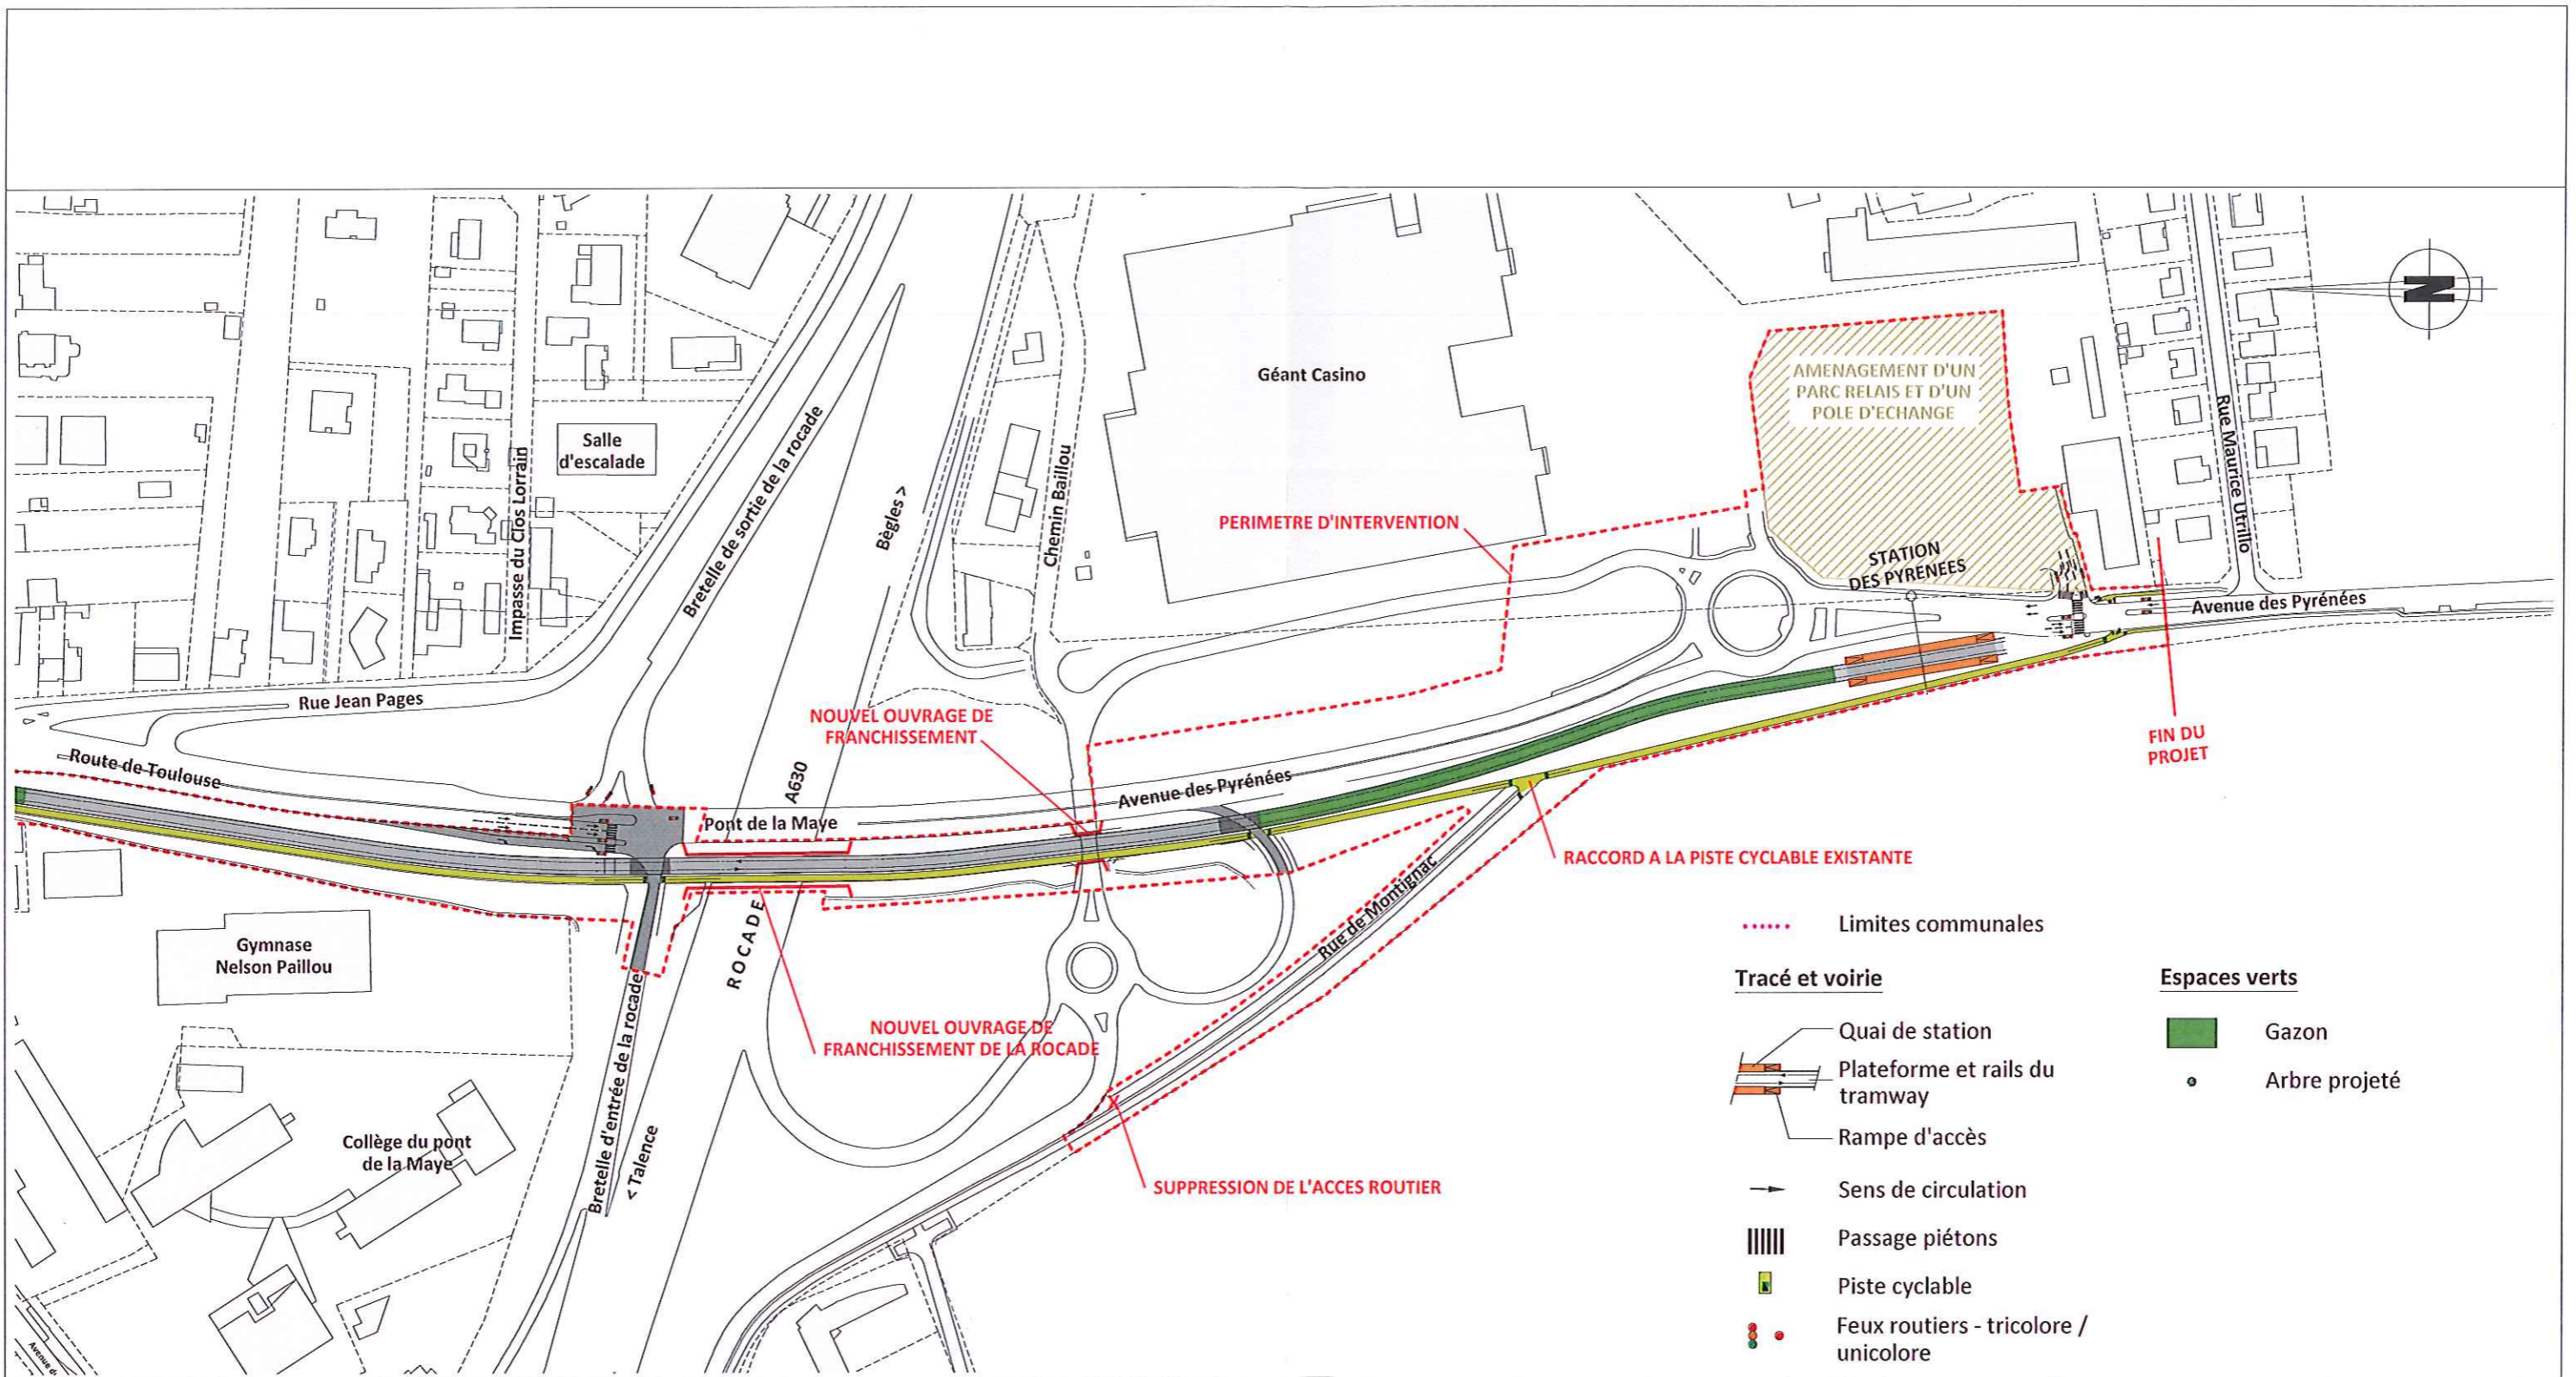 N
Géant Casino
AMENAGEMENT D'UN
PARC RELAIS ET D'UN
POLE D'ECHANGE
Salle
d'escalade
Impasse du Clos Lorrain
Bretelle de sortie de la rocade
Bègles >
Chemin Baillou
Rue Maurice Utrillo
PERIMETRE D'INTERVENTION
STATION
DES PYRENEES
Avenue des Pyrénées
Rue Jean Pages
NOUVEL OUVRAGE DE
FRANCHISSEMENT
FIN DU
PROJET
Route de Toulouse
A630
Avenue des Pyrénées
Pont de la Maye
RACCORD A LA PISTE CYCLABLE EXISTANTE
Rue de Montignac
ROCADE
Gymnase
Nelson Paillou
NOUVEL OUVRAGE DE
FRANCHISSEMENT DE LA ROCADE
Bretelle d'entrée de la rocade
Collège du pont
de la Maye
< Talence
SUPPRESSION DE L'ACCES ROUTIER
X
Limites communales
Tracé et voirie
Quai de station
Plateforme et rails du
tramway
Rampe d'accès
Sens de circulation
Passage piétons
Piste cyclable
Feux routiers - tricolore /
unicolore
Espaces verts
Gazon
Arbre projeté